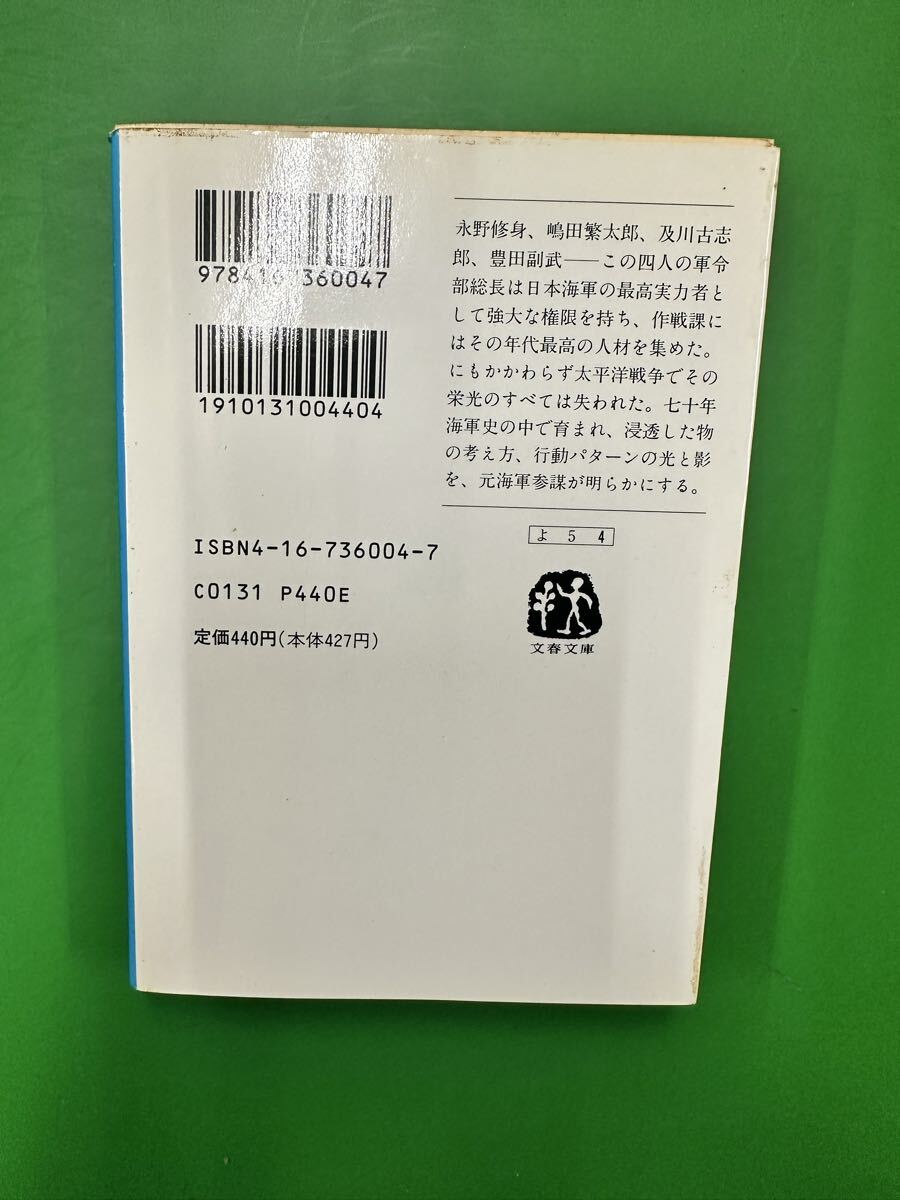 9784167360047
1910131004404
永野修身、嶋田繁太郎、及川古志
郎、豊田副武――この四人の軍令
部総長は日本海軍の最高実力者と
して強大な権限を持ち、作戦課に
はその年代最高の人材を集めた。
にもかかわらず太平洋戦争でその
栄光のすべては失われた。七十年
海軍史の中で育まれ、浸透した物
の考え方、行動パターンの光と影
を、元海軍参謀が明らかにする。
よ 5 4
文春文庫
ISBN4-16-736004-7
C0131 P440E
定価440円(本体427円)